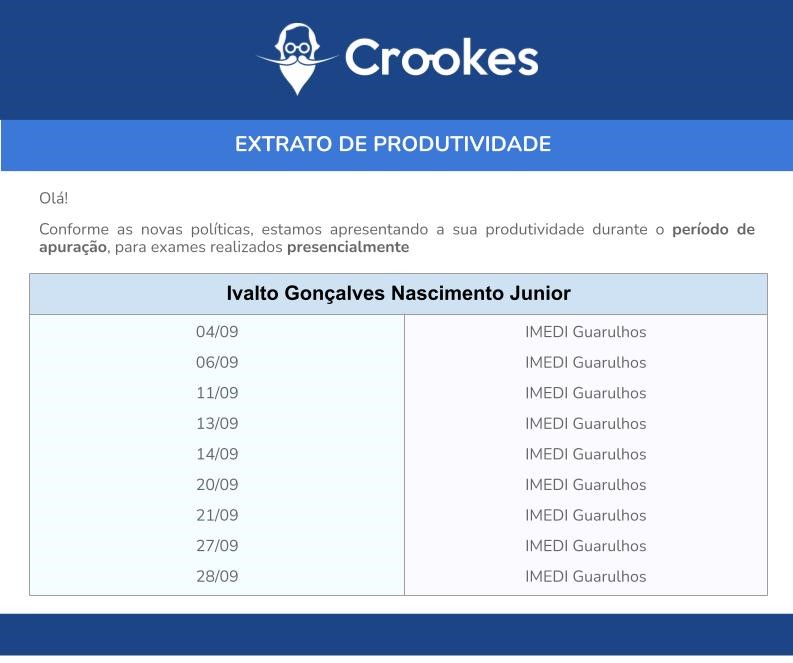 Crookes
EXTRATO DE PRODUTIVIDADE
Olá!
Conforme as novas políticas, estamos apresentando a sua produtividade durante o período de
apuração, para exames realizados presencialmente
Ivalto Gonçalves Nascimento Junior
04/09 IMEDI Guarulhos
06/09 IMEDI Guarulhos
11/09 IMEDI Guarulhos
13/09 IMEDI Guarulhos
14/09 IMEDI Guarulhos
20/09 IMEDI Guarulhos
21/09 IMEDI Guarulhos
27/09 IMEDI Guarulhos
28/09 IMEDI Guarulhos